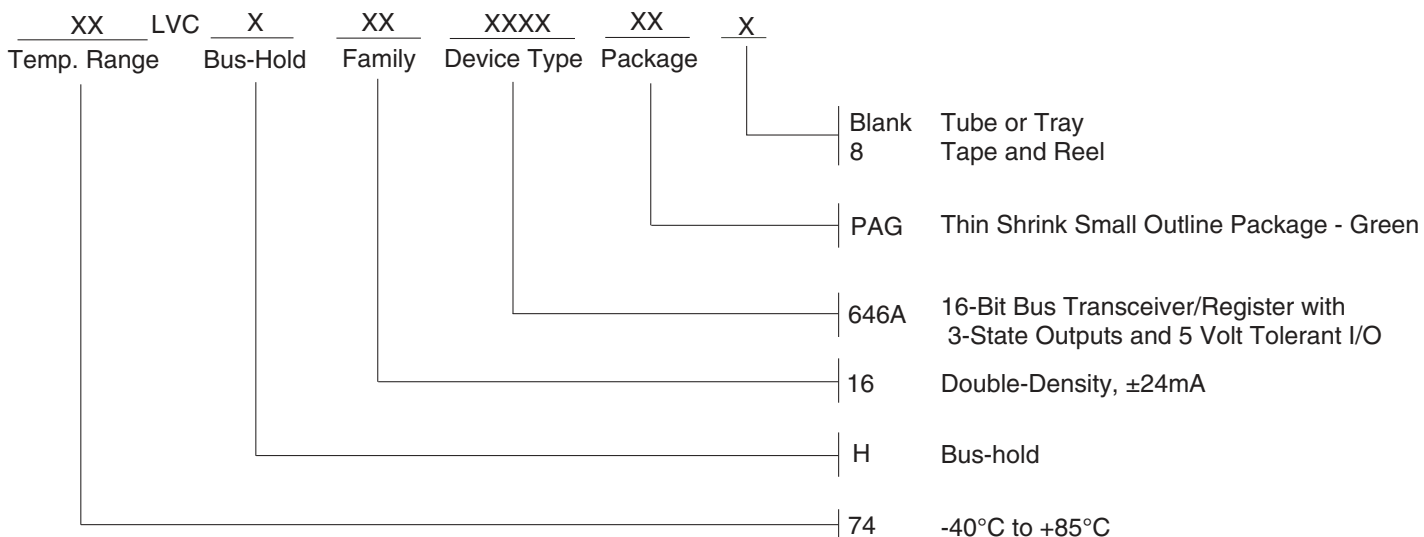 XX LVC X XX XXXX XX X
Temp. Range Bus-Hold Family Device Type Package
Blank Tube or Tray
8 Tape and Reel
PAG Thin Shrink Small Outline Package - Green
646A 16-Bit Bus Transceiver/Register with
3-State Outputs and 5 Volt Tolerant I/O
16 Double-Density, ±24mA
H Bus-hold
74 -40°C to +85°C